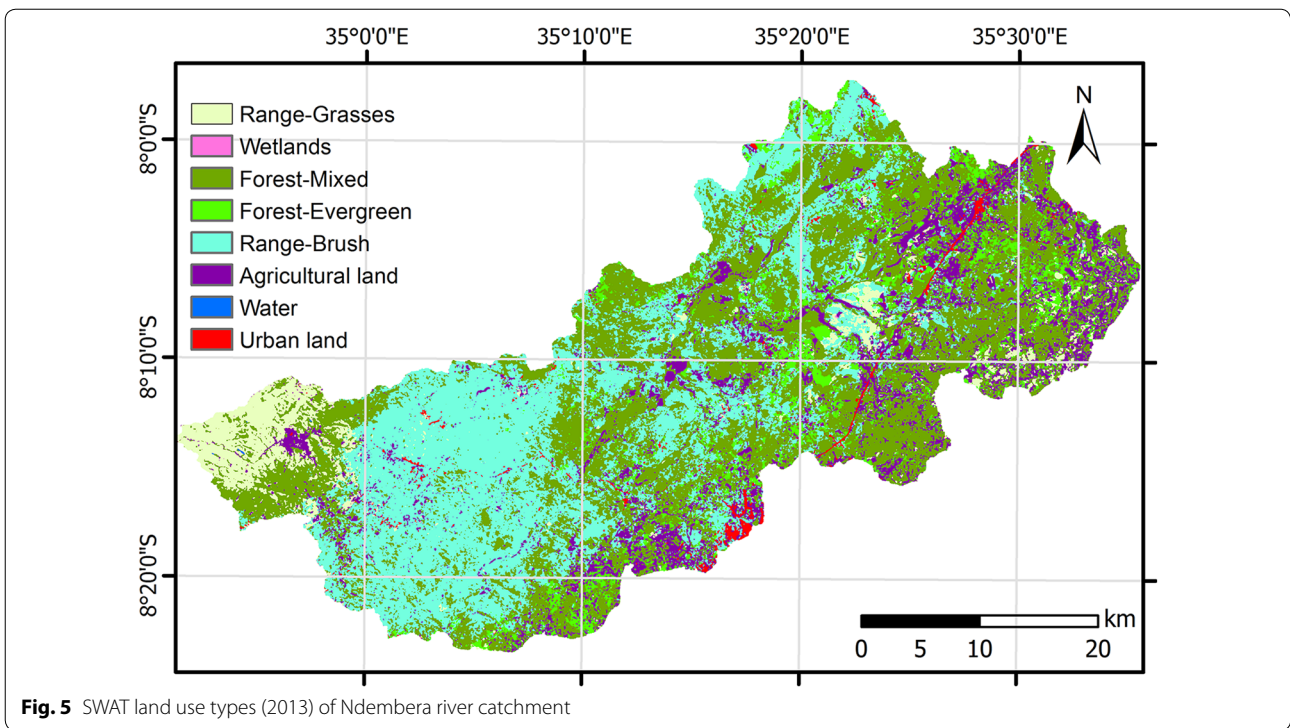 35°0'0"E 35°10'0"E 35°20'0"E 35°30'0"E
N
Range-Grasses
Wetlands
Forest-Mixed
Forest-Evergreen
Range-Brush
Agricultural land
Water
Urban land
8°0'0"S
8°10'0"S
8°20'0"S
km
0 5 10 20
Fig. 5 SWAT land use types (2013) of Ndembera river catchment